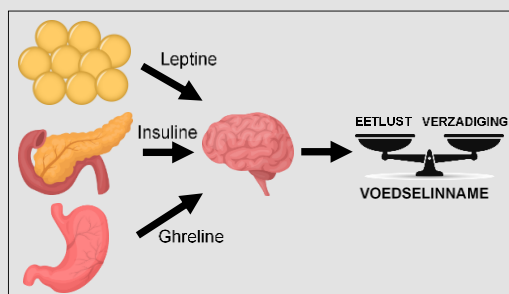 Leptine
Insuline
Ghreline
EETLUST VERZADIGING
VOEDSELINNAME